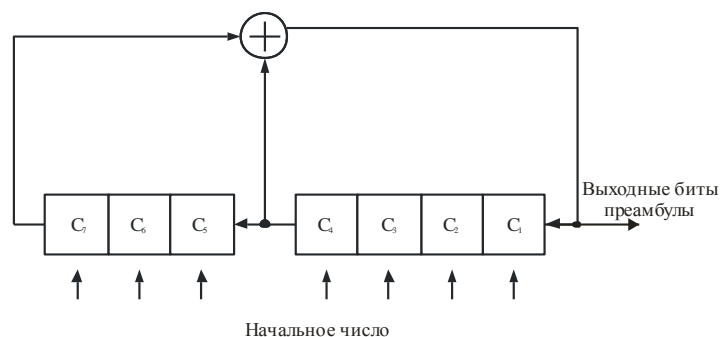 Выходные биты
преамбулы
C₇ C₆ C₅ C₄ C₃ C₂ C₁
Начальное число